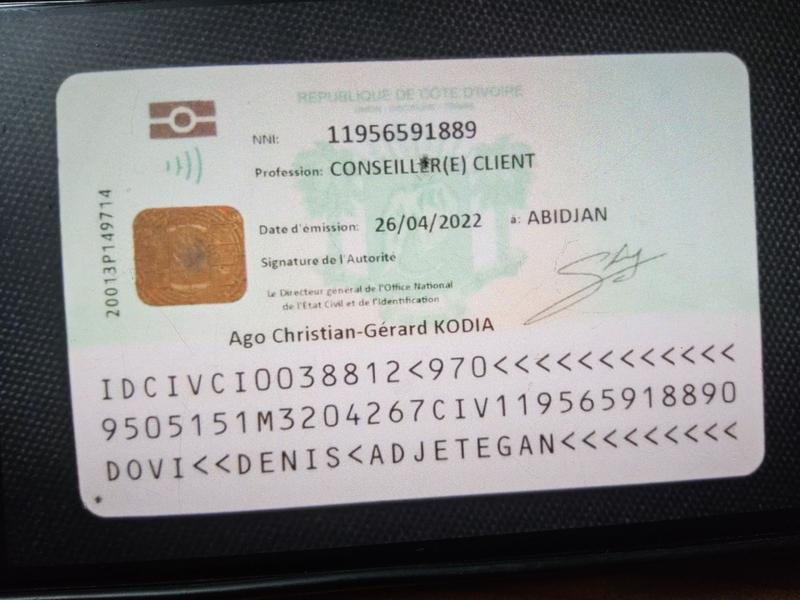 REPUBLIQUE DE CÔTE D'IVOIRE
NNI: 11956591889
Profession: CONSEILLER(E) CLIENT
Date d'émission: 26/04/2022 à: ABIDJAN
Signature de l'Autorité
Le Directeur général de l'Office National
de l'Etat Civil et de l'Identification
Ago Christian-Gérard KODIA
20013P149714
IDCIVCI0038812<970<<<<<<<<<<<<
9505151M3204267CIV119565918890
DOVI<<DENIS<ADJETEGAN<<<<<<<<<